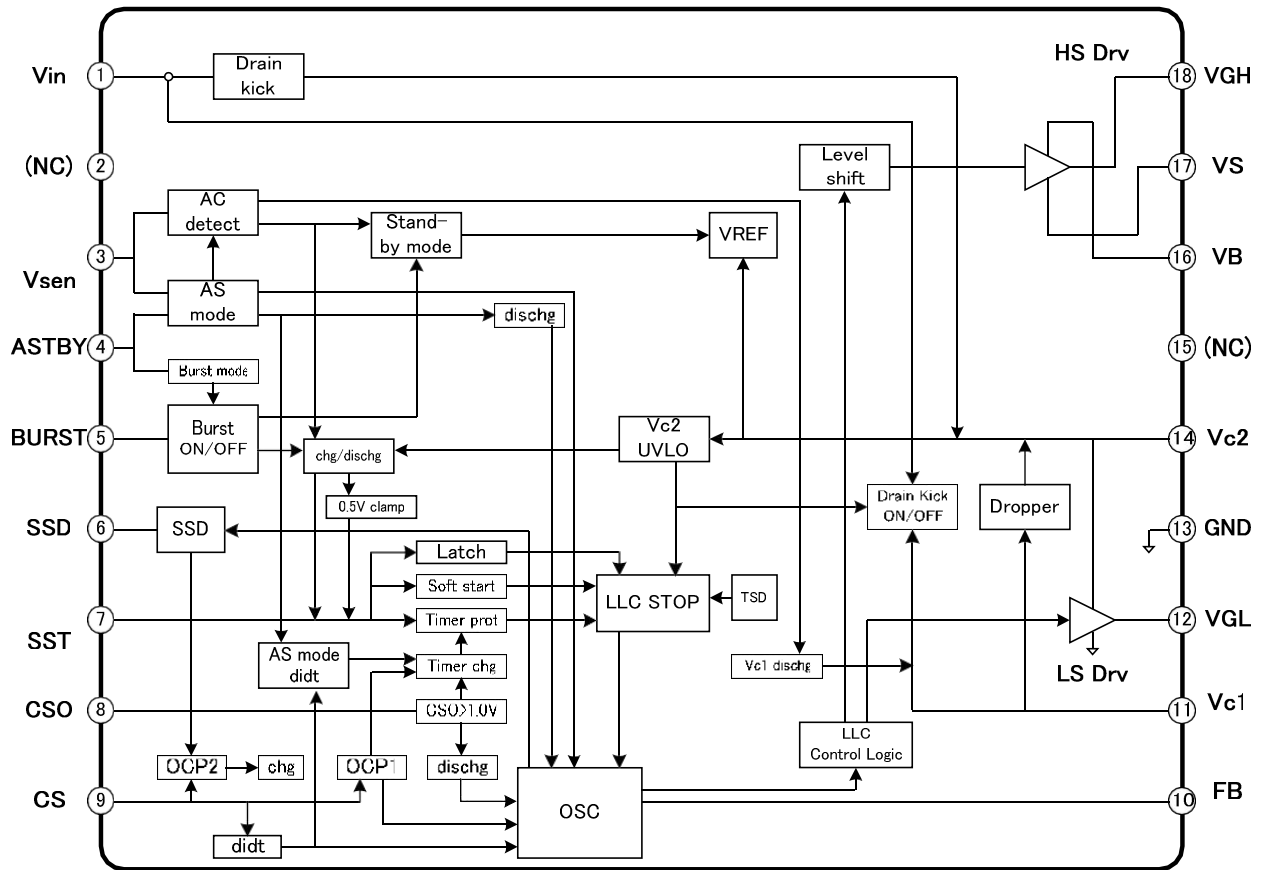 HS Drv
Vin
1
Drain
kick
18
VGH
(NC)
2
Level
shift
17
VS
AC
detect
Stand-
by mode
VREF
3
Vsen
16
VB
AS
mode
dischg
ASTBY
4
15
(NC)
Burst mode
BURST
5
Burst
ON/OFF
chg/dischg
Vc2
UVLO
14
Vc2
0.5V clamp
Drain Kick
ON/OFF
Dropper
SSD
6
SSD
13
GND
Latch
Soft start
LLC STOP
TSD
7
SST
Timer prot
12
VGL
AS mode
didt
Timer chg
Vc1 dischg
LS Drv
CSO
8
CSO>1.0V
11
Vc1
LLC
Control Logic
OCP2
chg
OCP1
dischg
CS
9
OSC
10
FB
didt